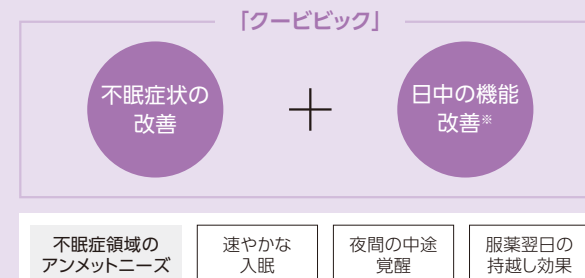 「クービビック」
不眠症状の
改善
＋
日中の機能
改善※
不眠症領域の
アンメットニーズ
速やかな
入眠
夜間の中途
覚醒
服薬翌日の
持越し効果